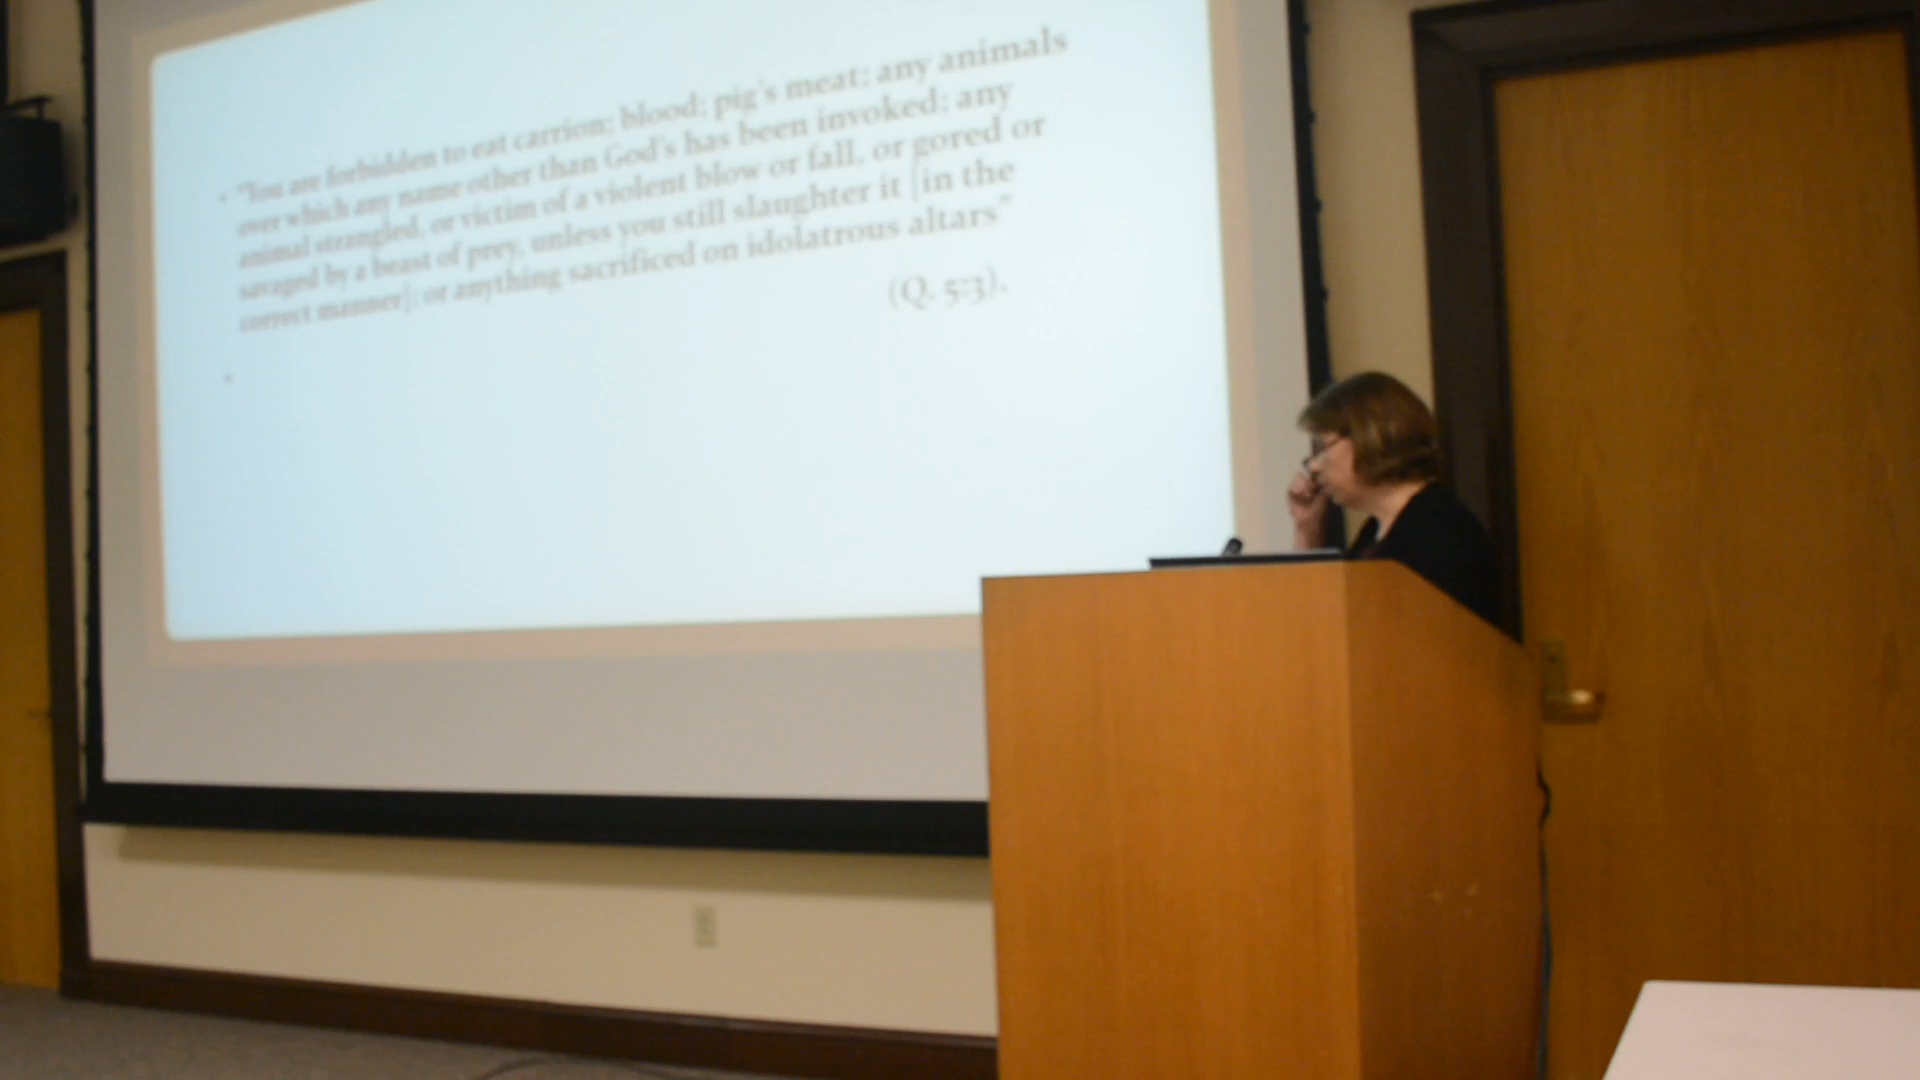 • "You are forbidden to eat carrion; blood; pig's meat; any animals
over which any name other than God's has been invoked; any
animal strangled, or victim of a violent blow or fall, or gored or
savaged by a beast of prey, unless you still slaughter it [in the
correct manner]; or anything sacrificed on idolatrous altars"
(Q. 5:3).
•